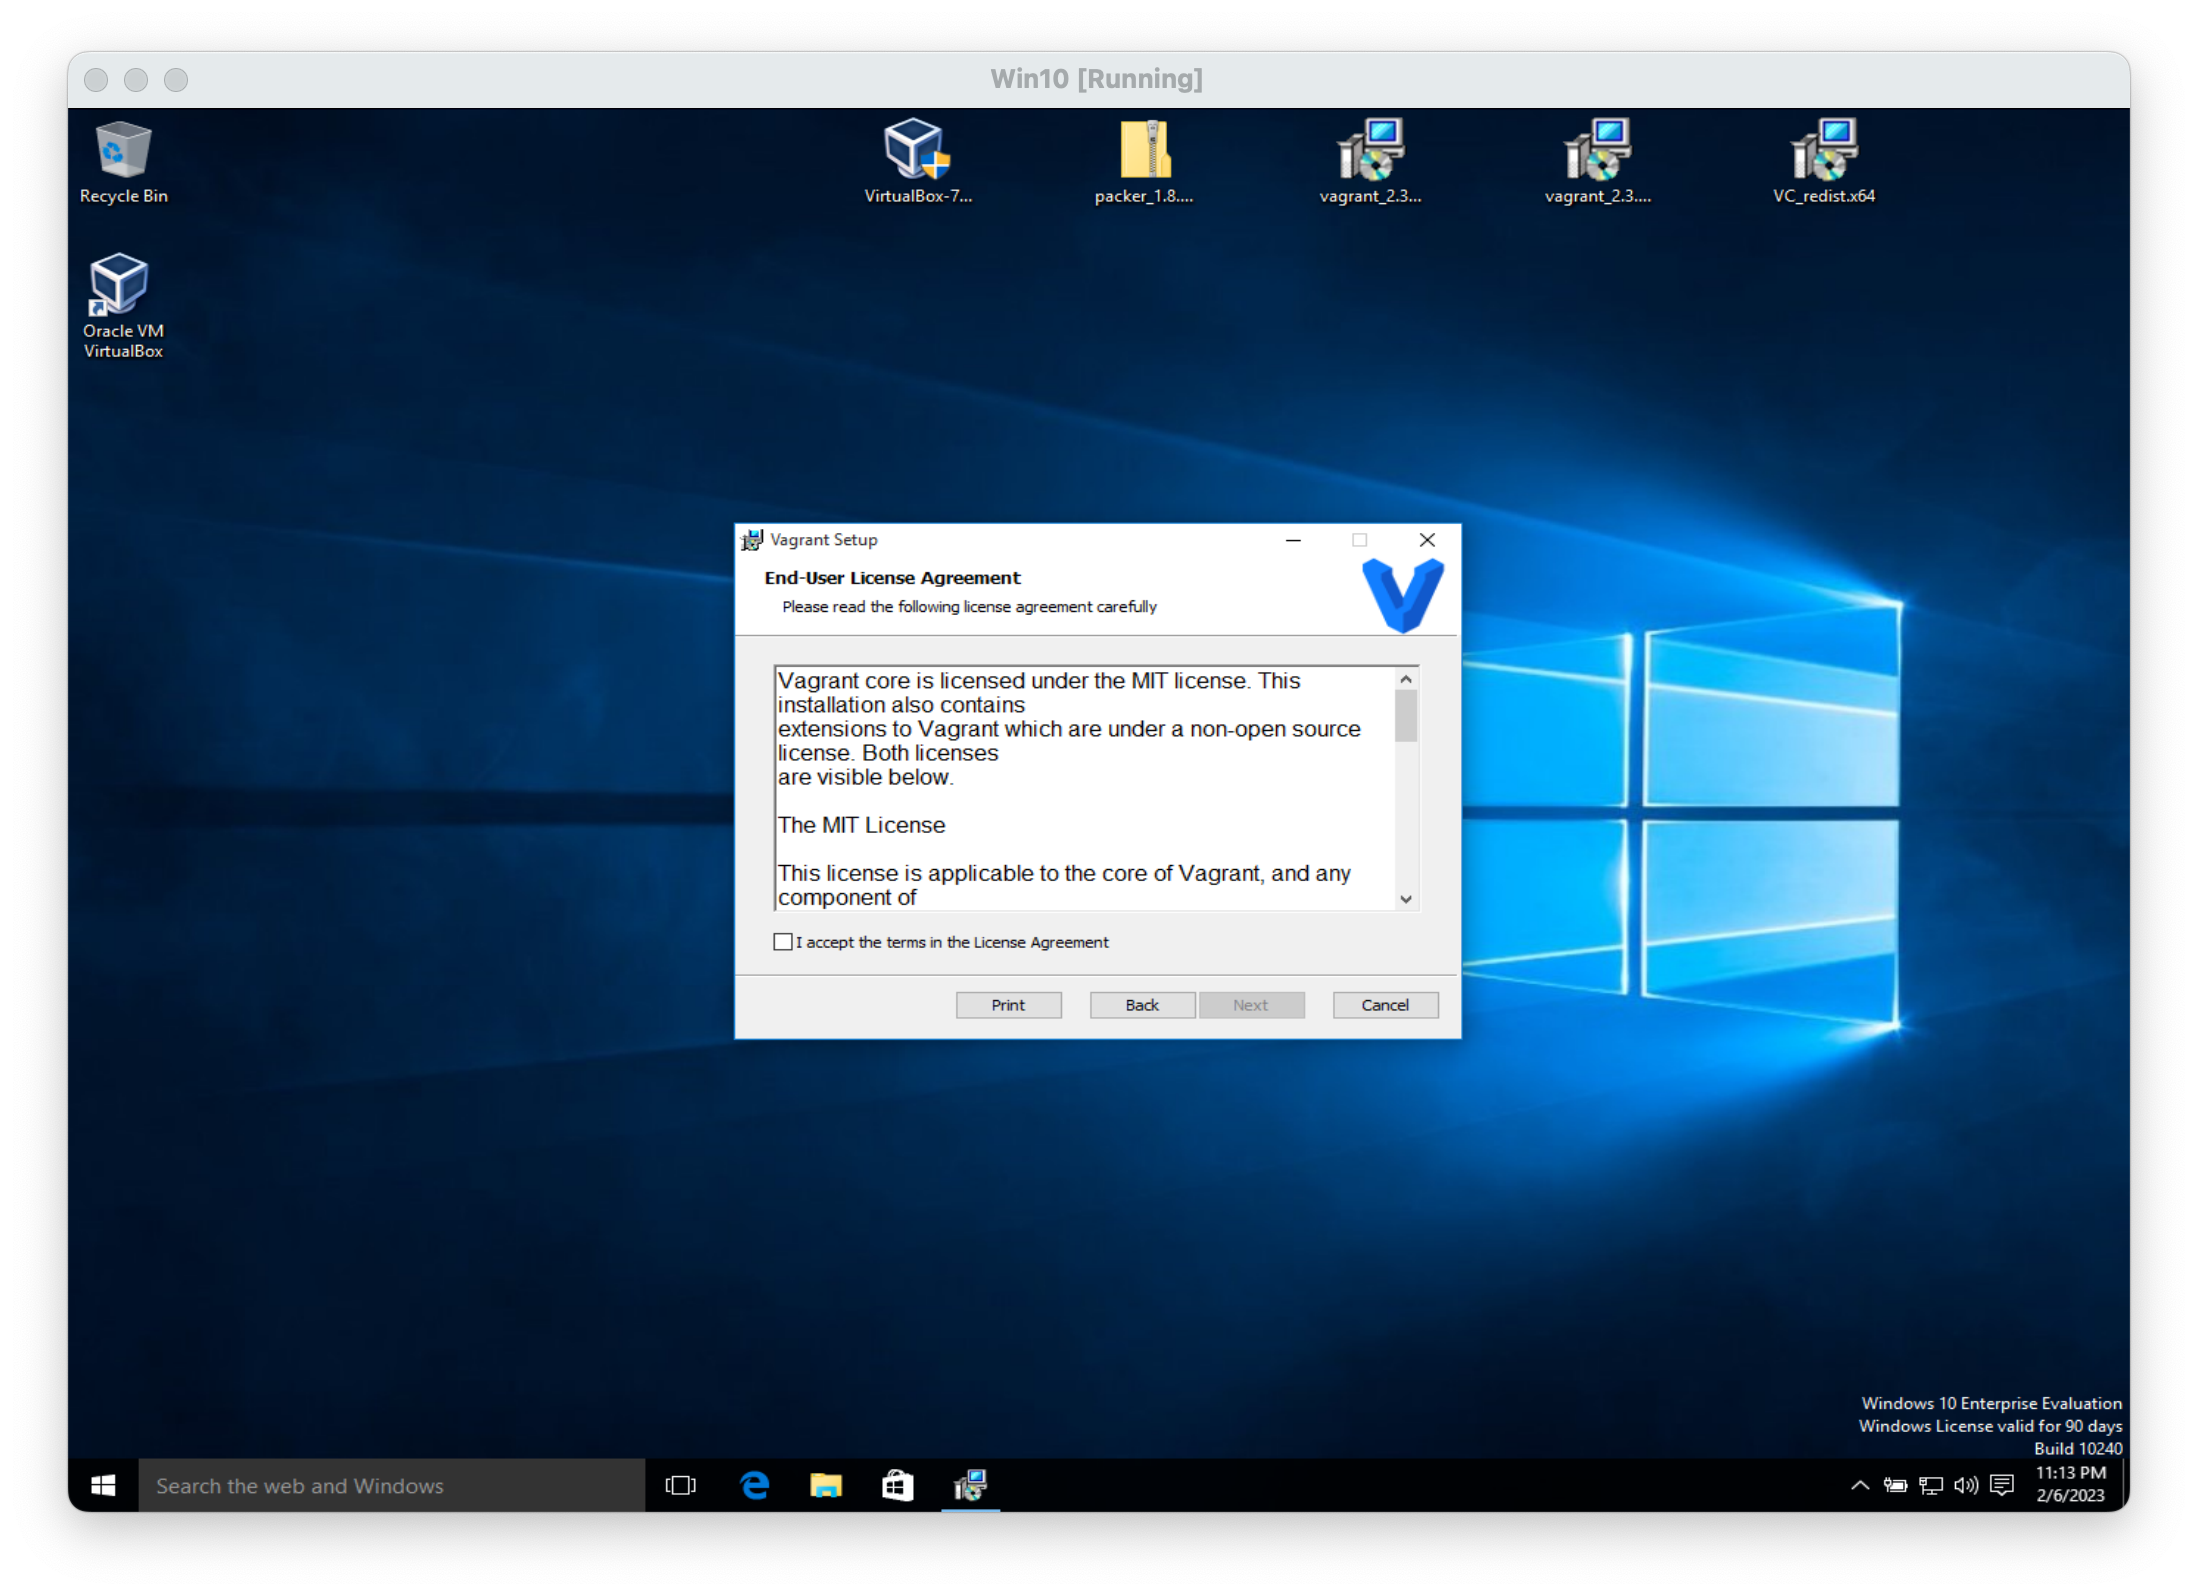 Win10 [Running]
Recycle Bin
VirtualBox-7...
packer_1.8....
vagrant_2.3...
vagrant_2.3....
VC_redist.x64
Oracle VM
VirtualBox
Vagrant Setup
End-User License Agreement
Please read the following license agreement carefully
Vagrant core is licensed under the MIT license. This
installation also contains
extensions to Vagrant which are under a non-open source
license. Both licenses
are visible below.
The MIT License
This license is applicable to the core of Vagrant, and any
component of
I accept the terms in the License Agreement
Print
Back
Next
Cancel
Windows 10 Enterprise Evaluation
Windows License valid for 90 days
Build 10240
Search the web and Windows
11:13 PM
2/6/2023